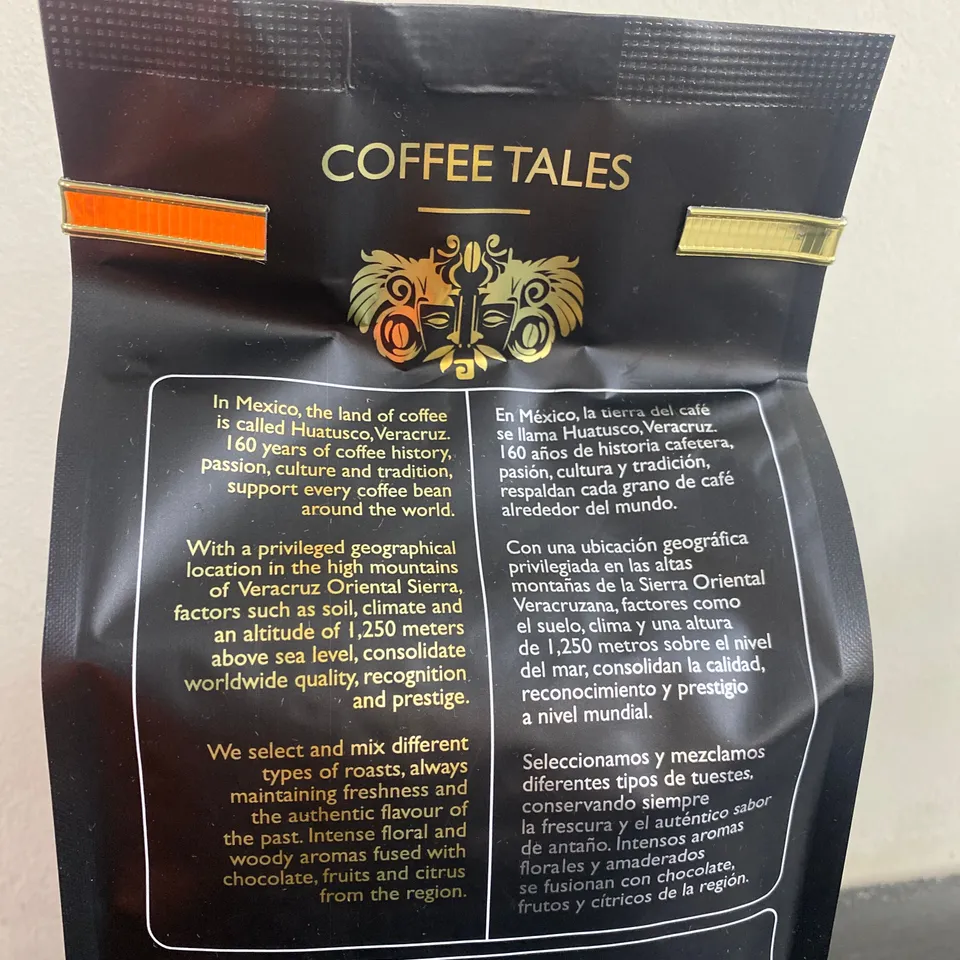 COFFEE TALES
In Mexico, the land of coffee
is called Huatusco, Veracruz.
160 years of coffee history,
passion, culture and tradition,
support every coffee bean
around the world.
With a privileged geographical
location in the high mountains
of Veracruz Oriental Sierra,
factors such as soil, climate and
an altitude of 1,250 meters
above sea level, consolidate
worldwide quality, recognition
and prestige.
We select and mix different
types of roasts, always
maintaining freshness and
the authentic flavour of
the past. Intense floral and
woody aromas fused with
chocolate, fruits and citrus
from the region.
En México, la tierra del café
se llama Huatusco, Veracruz.
160 años de historia cafetera,
pasión, cultura y tradición,
respaldan cada grano de café
alrededor del mundo.
Con una ubicación geográfica
privilegiada en las altas
montañas de la Sierra Oriental
Veracruzana, factores como
el suelo, clima y una altura
de 1,250 metros sobre el nivel
del mar, consolidan la calidad,
reconocimiento y prestigio
a nivel mundial.
Seleccionamos y mezclamos
diferentes tipos de tuestes,
conservando siempre
la frescura y el auténtico sabor
de antaño. Intensos aromas
florales y amaderados
se fusionan con chocolate,
frutos y cítricos de la región.